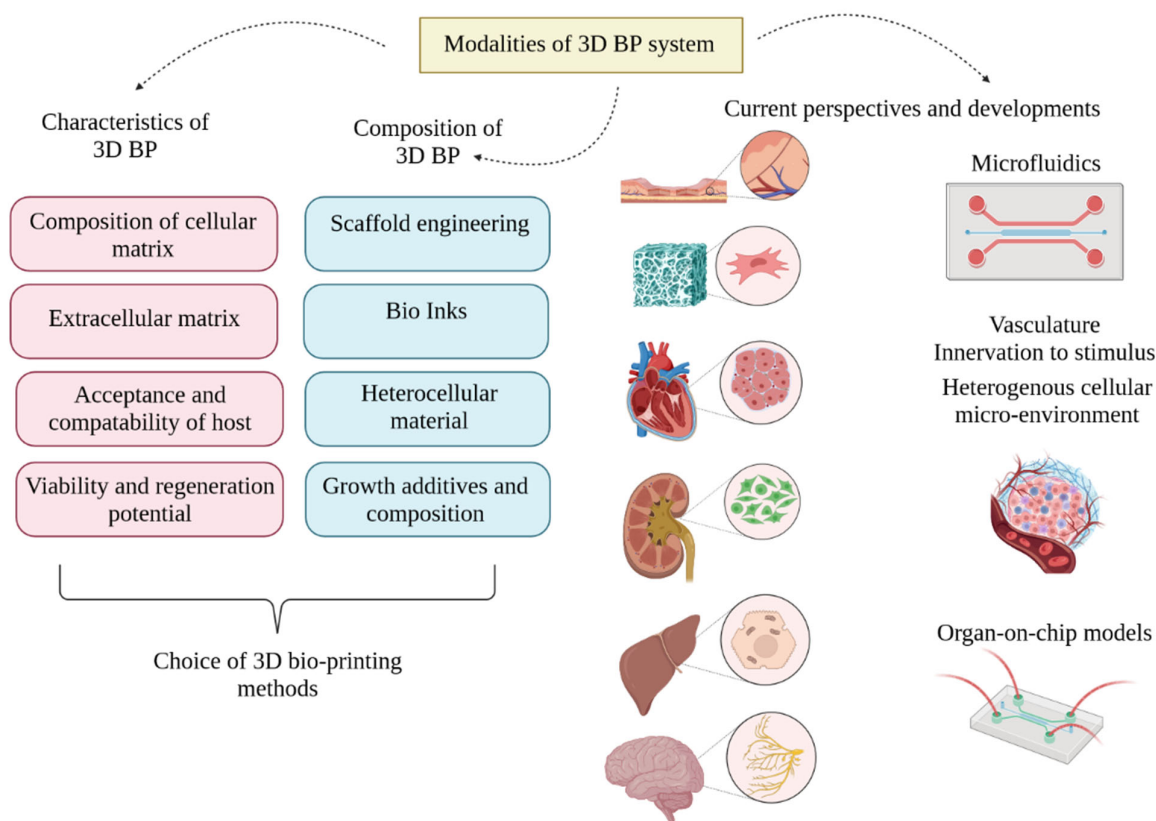 Modalities of 3D BP system
Characteristics of
3D BP
Composition of cellular
matrix
Extracellular matrix
Acceptance and
compatability of host
Viability and regeneration
potential
Composition of
3D BP
Scaffold engineering
Bio Inks
Heterocellular
material
Growth additives and
composition
Choice of 3D bio-printing
methods
Current perspectives and developments
Microfluidics
Vasculature
Innervation to stimulus
Heterogenous cellular
micro-environment
Organ-on-chip models